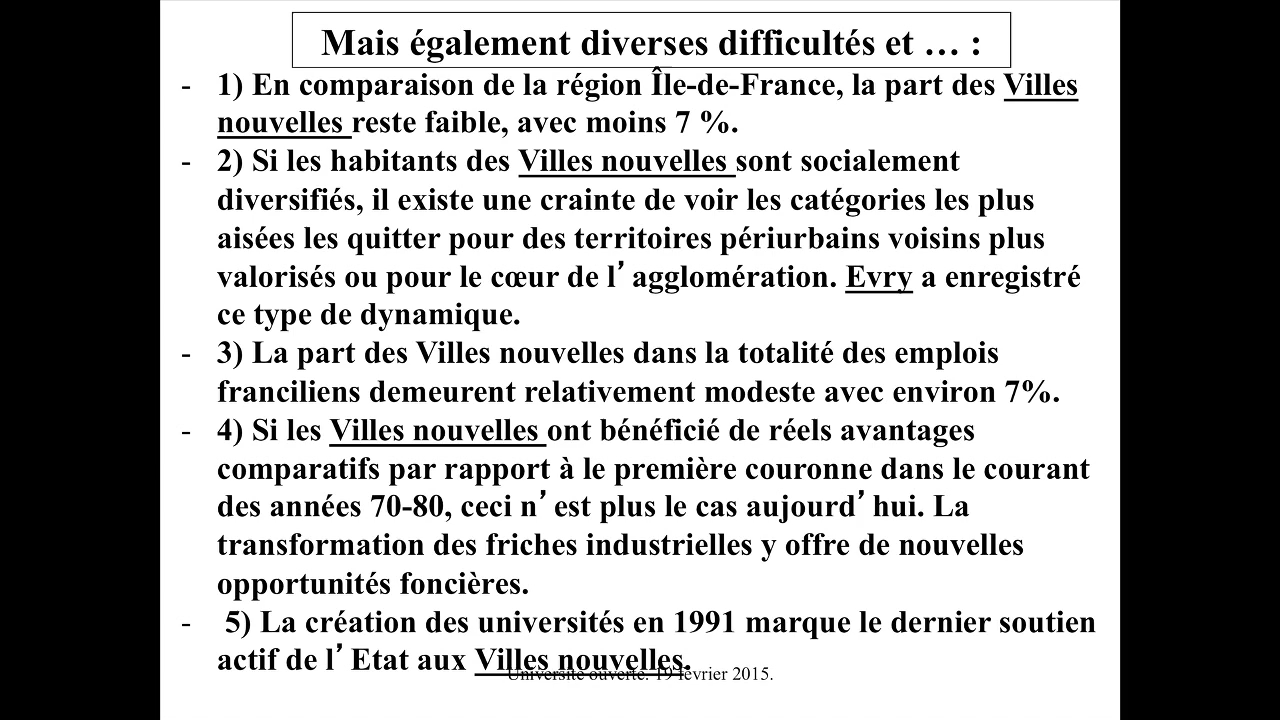 Mais également diverses difficultés et … :
- 1) En comparaison de la région Île-de-France, la part des Villes
nouvelles reste faible, avec moins 7 %.
- 2) Si les habitants des Villes nouvelles sont socialement
diversifiés, il existe une crainte de voir les catégories les plus
aisées les quitter pour des territoires périurbains voisins plus
valorisés ou pour le cœur de l’agglomération. Evry a enregistré
ce type de dynamique.
- 3) La part des Villes nouvelles dans la totalité des emplois
franciliens demeurent relativement modeste avec environ 7%.
- 4) Si les Villes nouvelles ont bénéficié de réels avantages
comparatifs par rapport à le première couronne dans le courant
des années 70-80, ceci n’est plus le cas aujourd’hui. La
transformation des friches industrielles y offre de nouvelles
opportunités foncières.
- 5) La création des universités en 1991 marque le dernier soutien
actif de l’Etat aux Villes nouvelles.
Université ouverte. 19 février 2015.